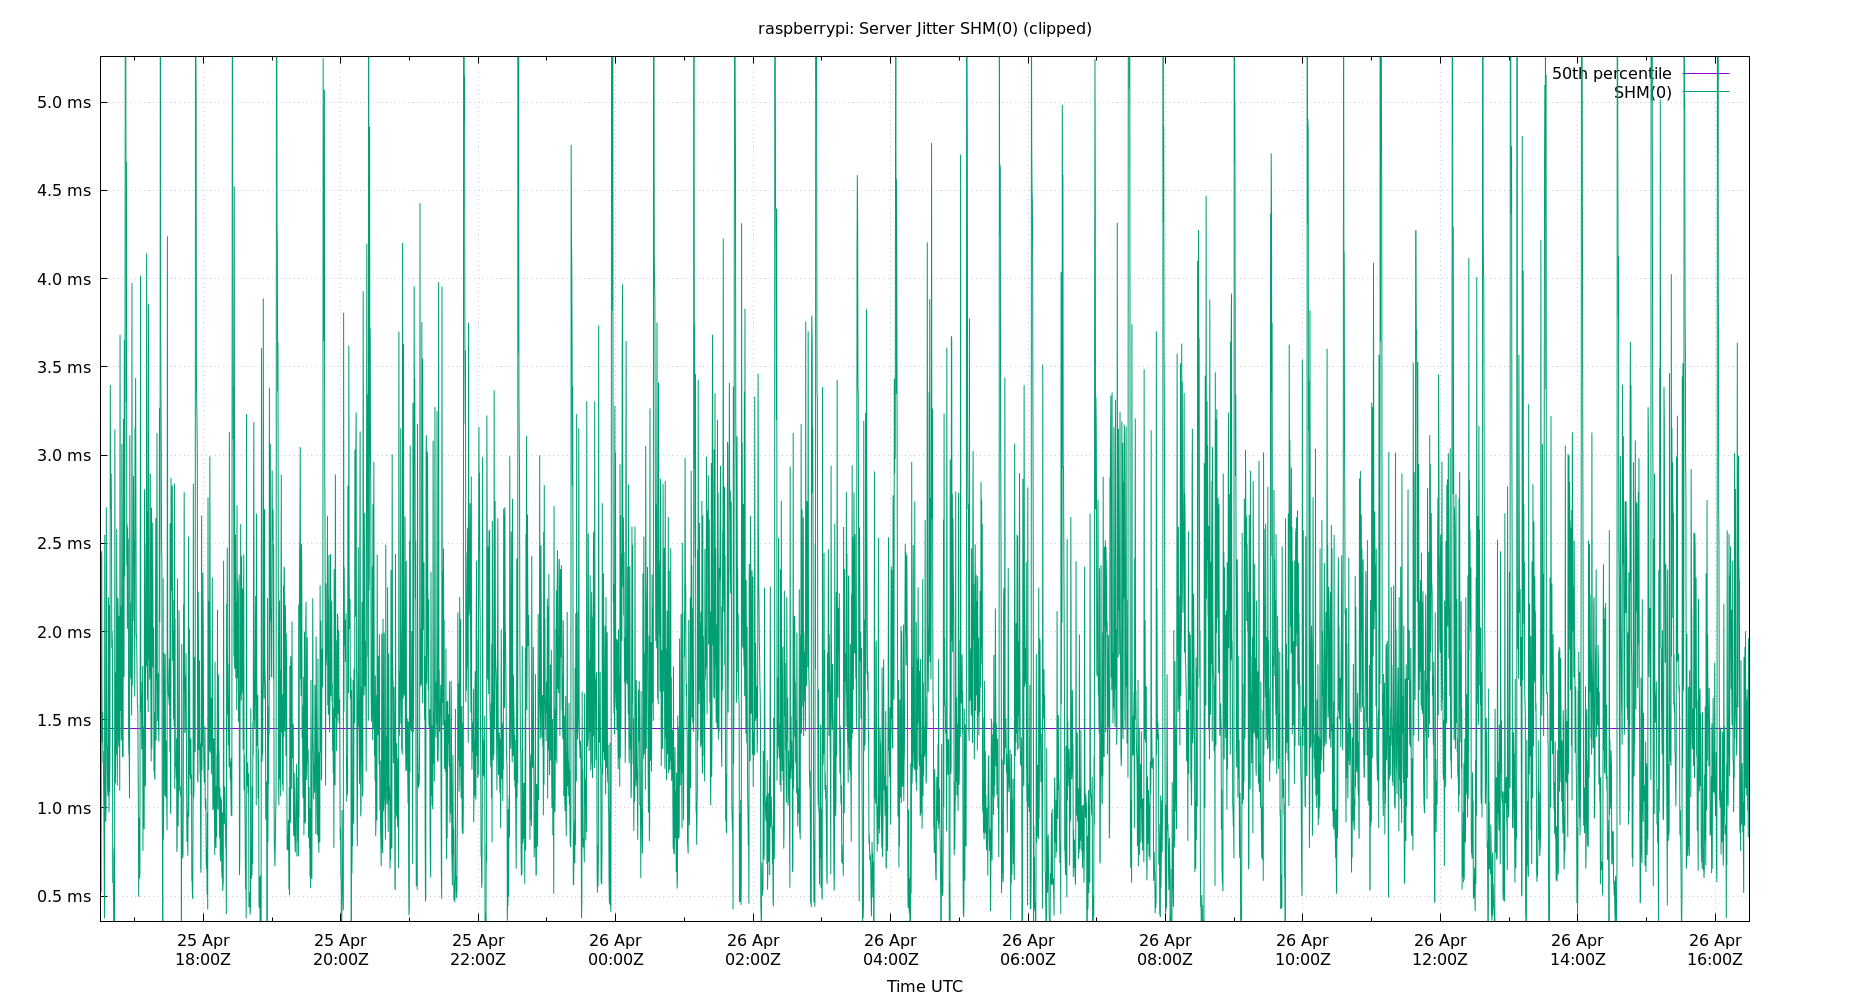 raspberrypi: Server Jitter SHM(0) (clipped)
50th percentile
SHM(0)
5.0 ms
4.5 ms
4.0 ms
3.5 ms
3.0 ms
2.5 ms
2.0 ms
1.5 ms
1.0 ms
0.5 ms
25 Apr 25 Apr 25 Apr 26 Apr 26 Apr 26 Apr 26 Apr 26 Apr 26 Apr 26 Apr 26 Apr 26 Apr
18:00Z 20:00Z 22:00Z 00:00Z 02:00Z 04:00Z 06:00Z 08:00Z 10:00Z 12:00Z 14:00Z 16:00Z
Time UTC